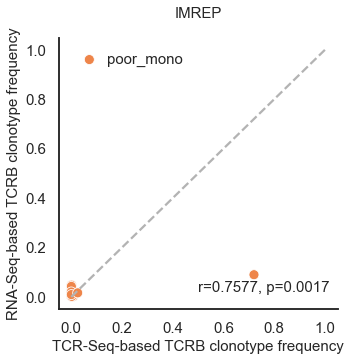 IMREP
RNA-Seq-based TCRB clonotype frequency
1.0
0.8
0.6
0.4
0.2
0.0
poor_mono
r=0.7577, p=0.0017
0.0 0.2 0.4 0.6 0.8 1.0
TCR-Seq-based TCRB clonotype frequency